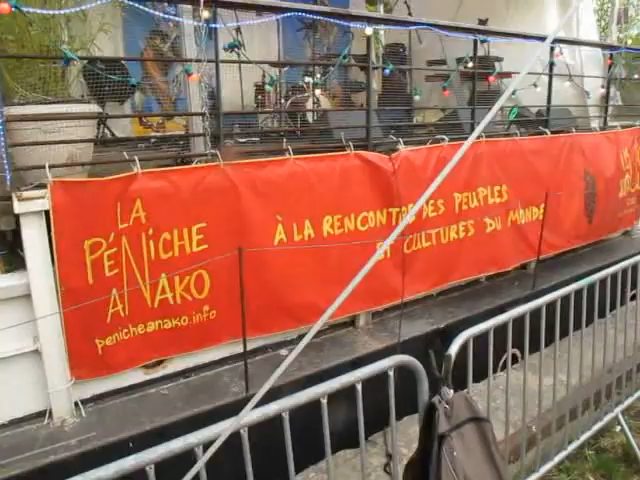 LA
PÉNICHE
ANAKO
penicheanako.info
À LA RENCONTRE DES PEUPLES
ET CULTURES DU MONDE